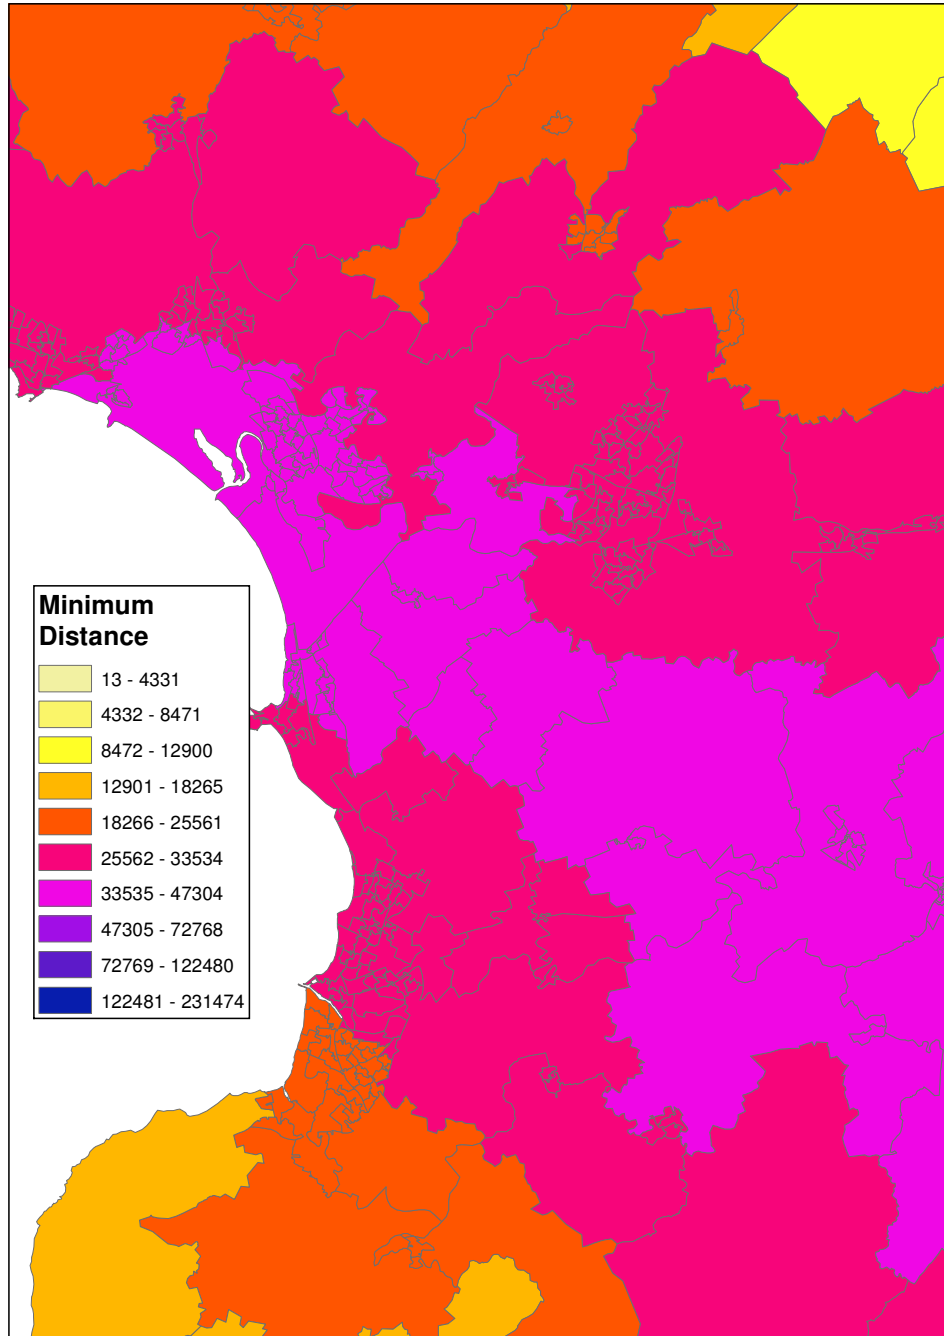 Minimum
Distance
13 - 4331
4332 - 8471
8472 - 12900
12901 - 18265
18266 - 25561
25562 - 33534
33535 - 47304
47305 - 72768
72769 - 122480
122481 - 231474